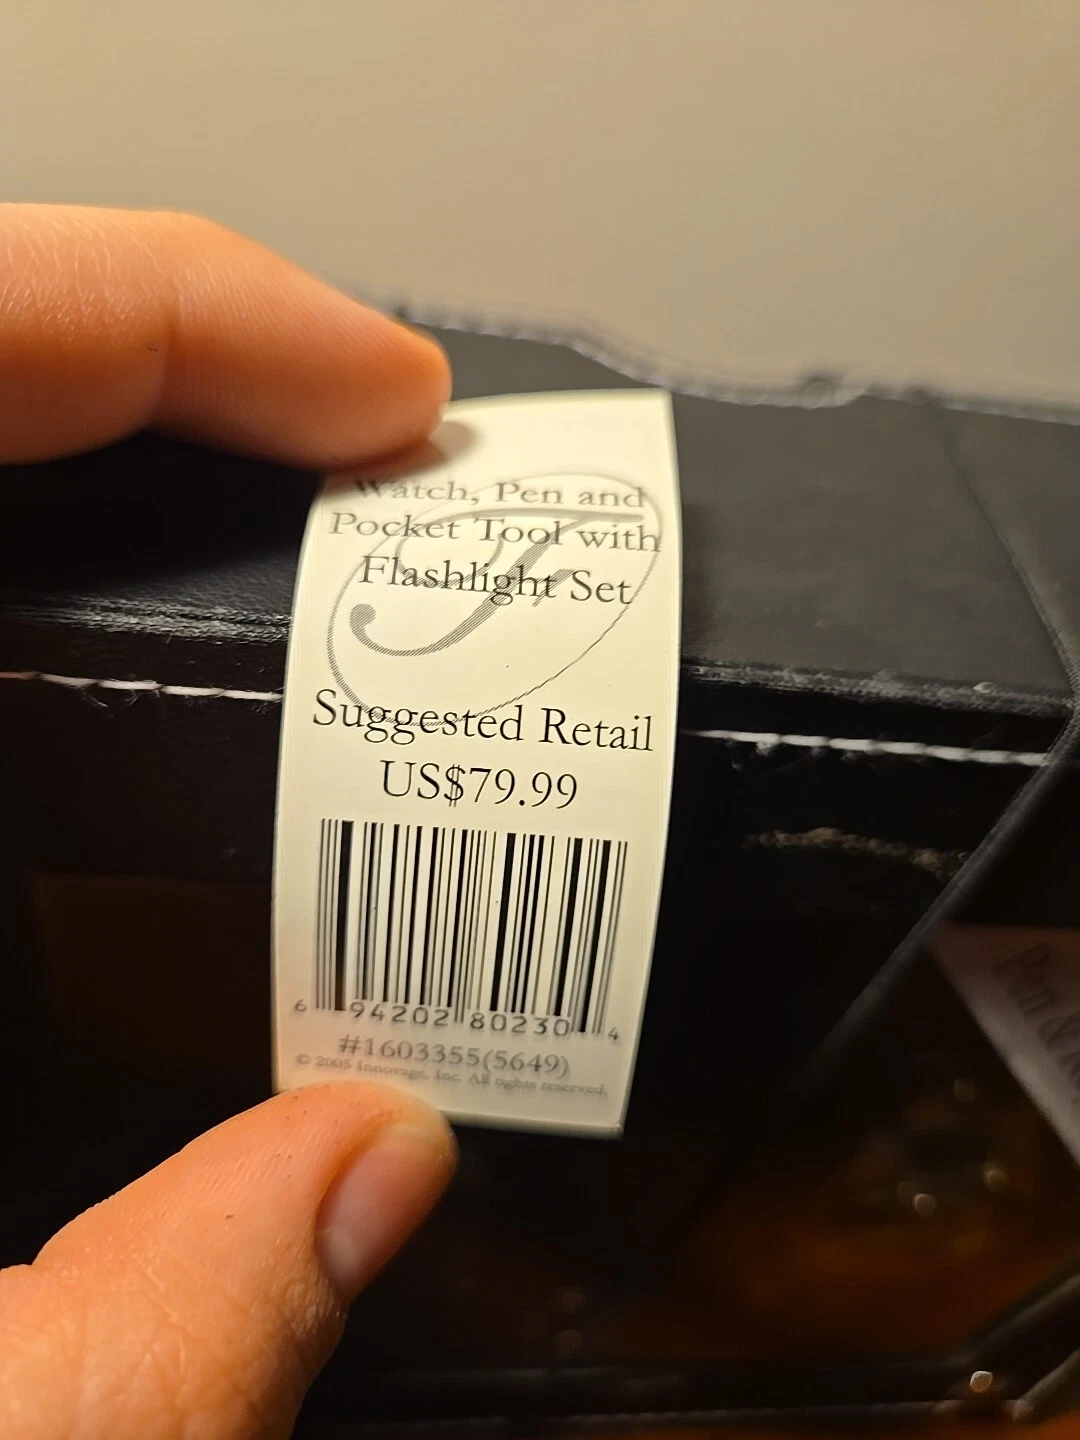 Watch, Pen and
Pocket Tool with
Flashlight Set
Suggested Retail
US$79.99
6 94202 80230 4
#1603355(5649)
© 2005 Innovage, Inc. All rights reserved.
Pen &